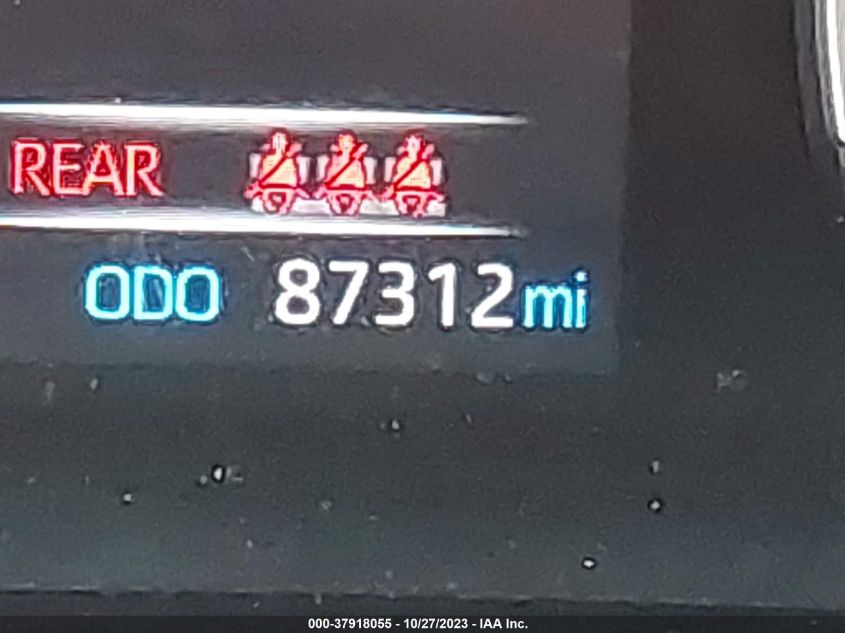 REAR
ODO 87312mi
000-37918055 - 10/27/2023 - IAA Inc.